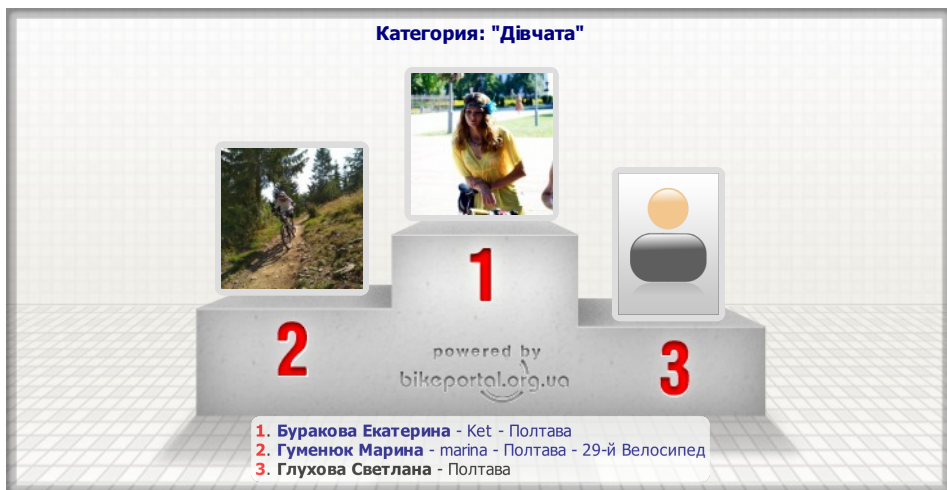 Категория: "Дівчата"
1
2
3
powered by
bikeportal.org.ua
1. Буракова Екатерина - Ket - Полтава
2. Гуменюк Марина - marina - Полтава - 29-й Велосипед
3. Глухова Светлана - Полтава